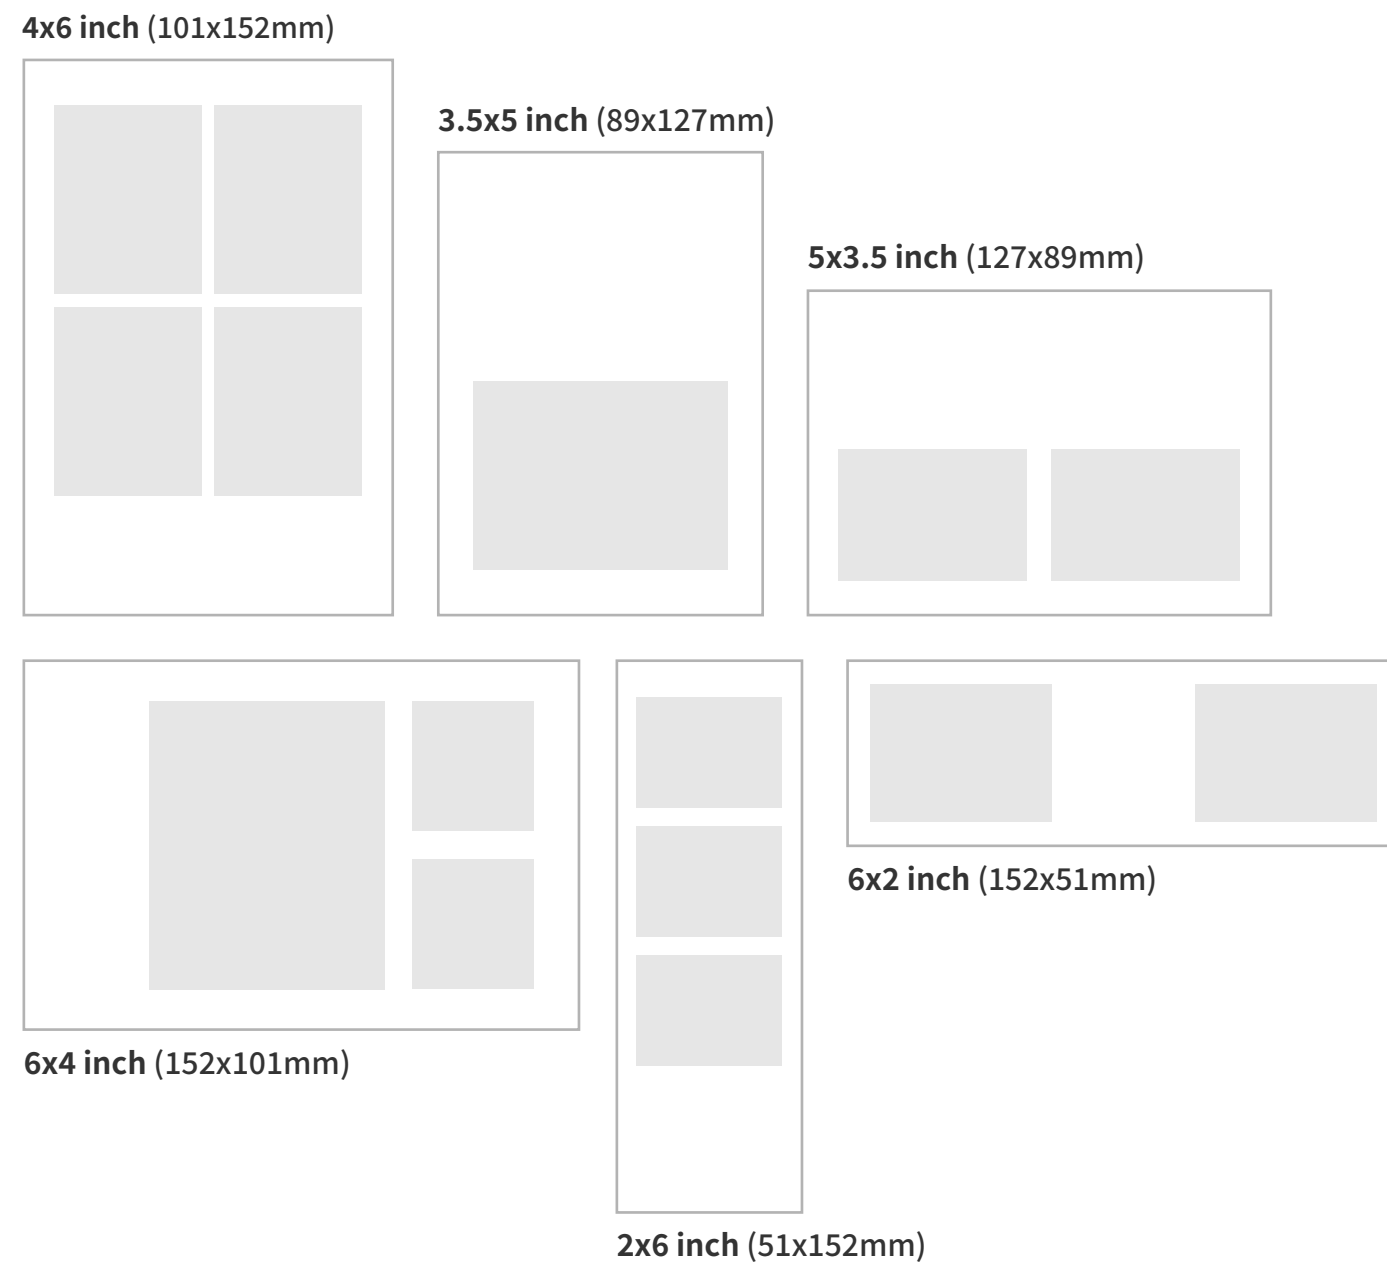 4x6 inch (101x152mm)
3.5x5 inch (89x127mm)
5x3.5 inch (127x89mm)
6x2 inch (152x51mm)
6x4 inch (152x101mm)
2x6 inch (51x152mm)